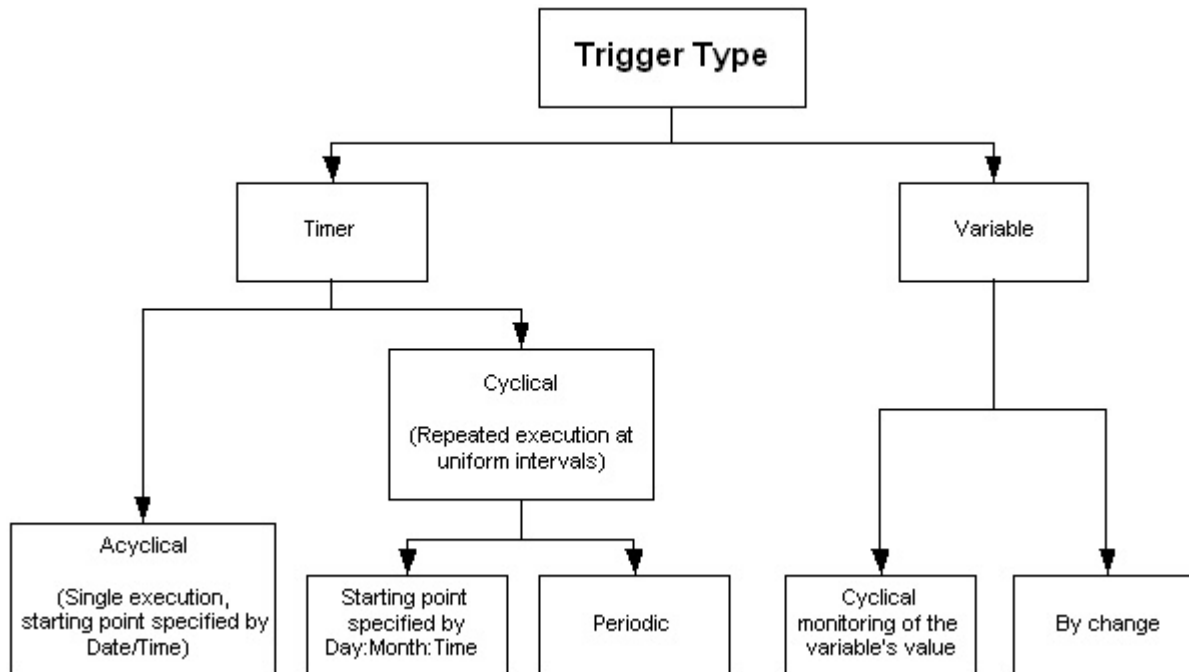 Trigger Type
Timer
Variable
Cyclical
(Repeated execution at
uniform intervals)
Acyclical
(Single execution,
starting point specified by
Date/Time)
Starting point
specified by
Day:Month:Time
Periodic
Cyclical
monitoring of the
variable's value
By change